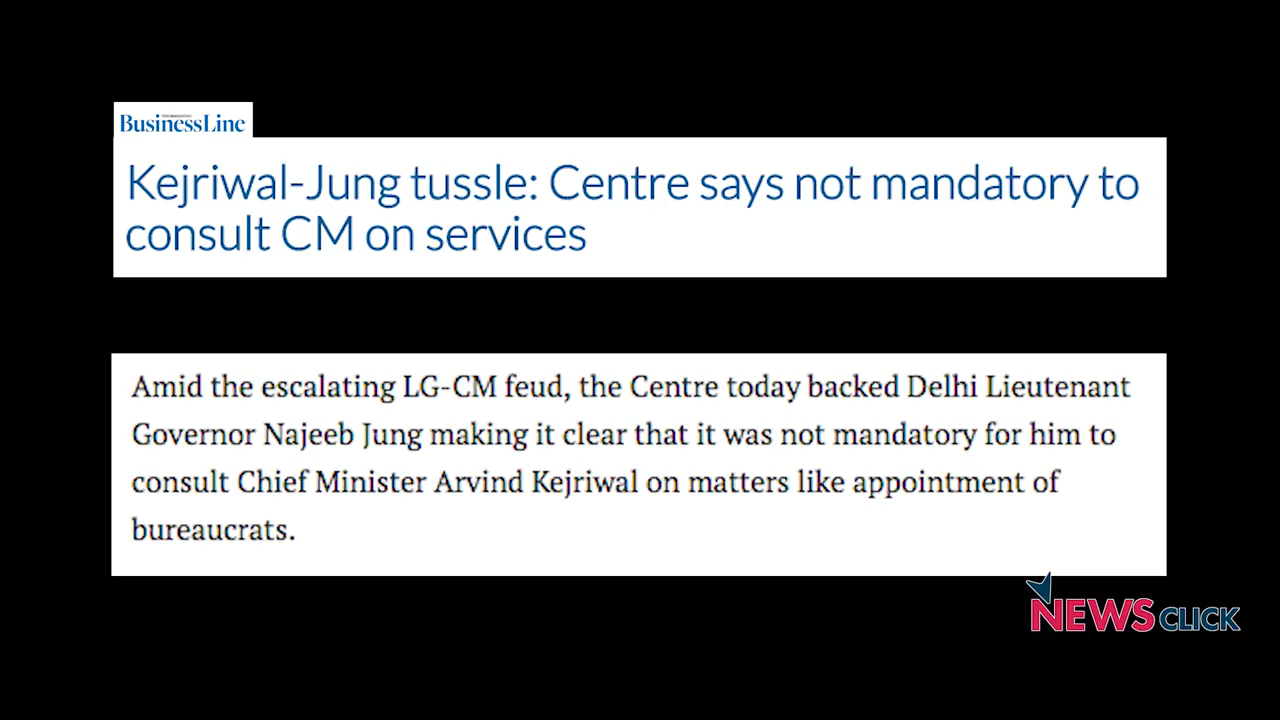 BusinessLine
Kejriwal-Jung tussle: Centre says not mandatory to
consult CM on services
Amid the escalating LG-CM feud, the Centre today backed Delhi Lieutenant
Governor Najeeb Jung making it clear that it was not mandatory for him to
consult Chief Minister Arvind Kejriwal on matters like appointment of
bureaucrats.
NEWSCLICK